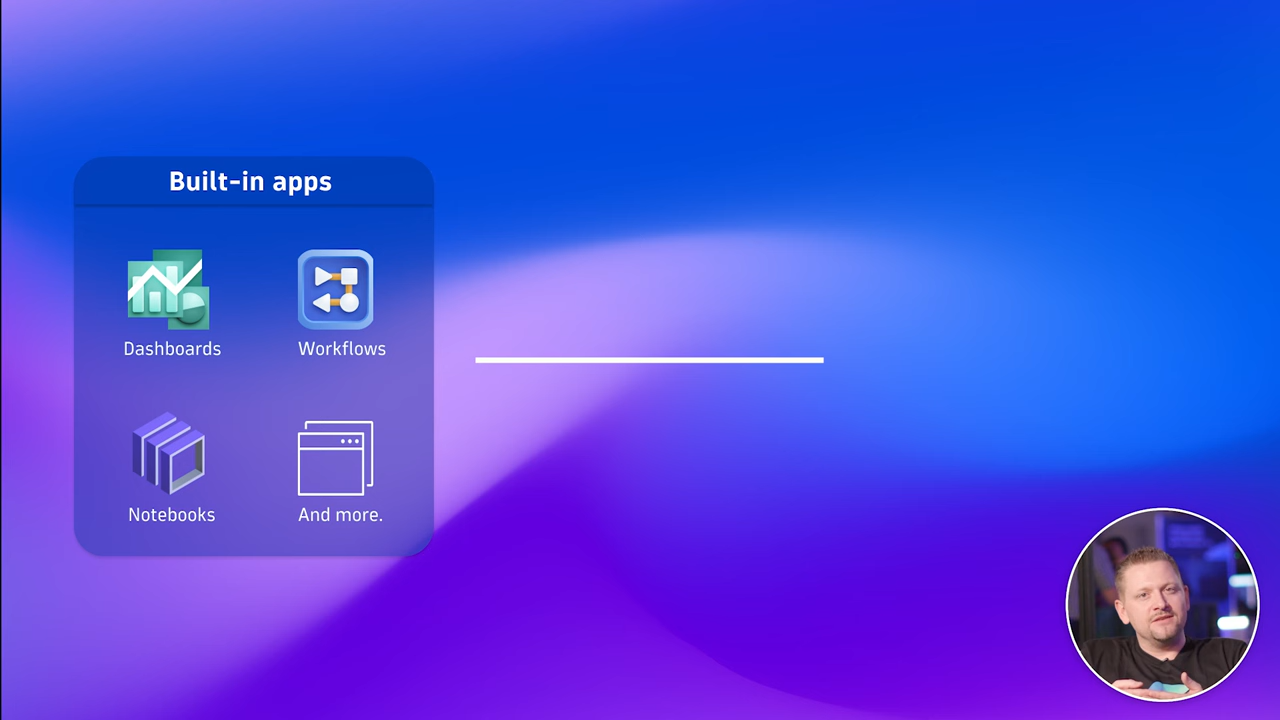 Built-in apps
Dashboards
Workflows
Notebooks
And more.